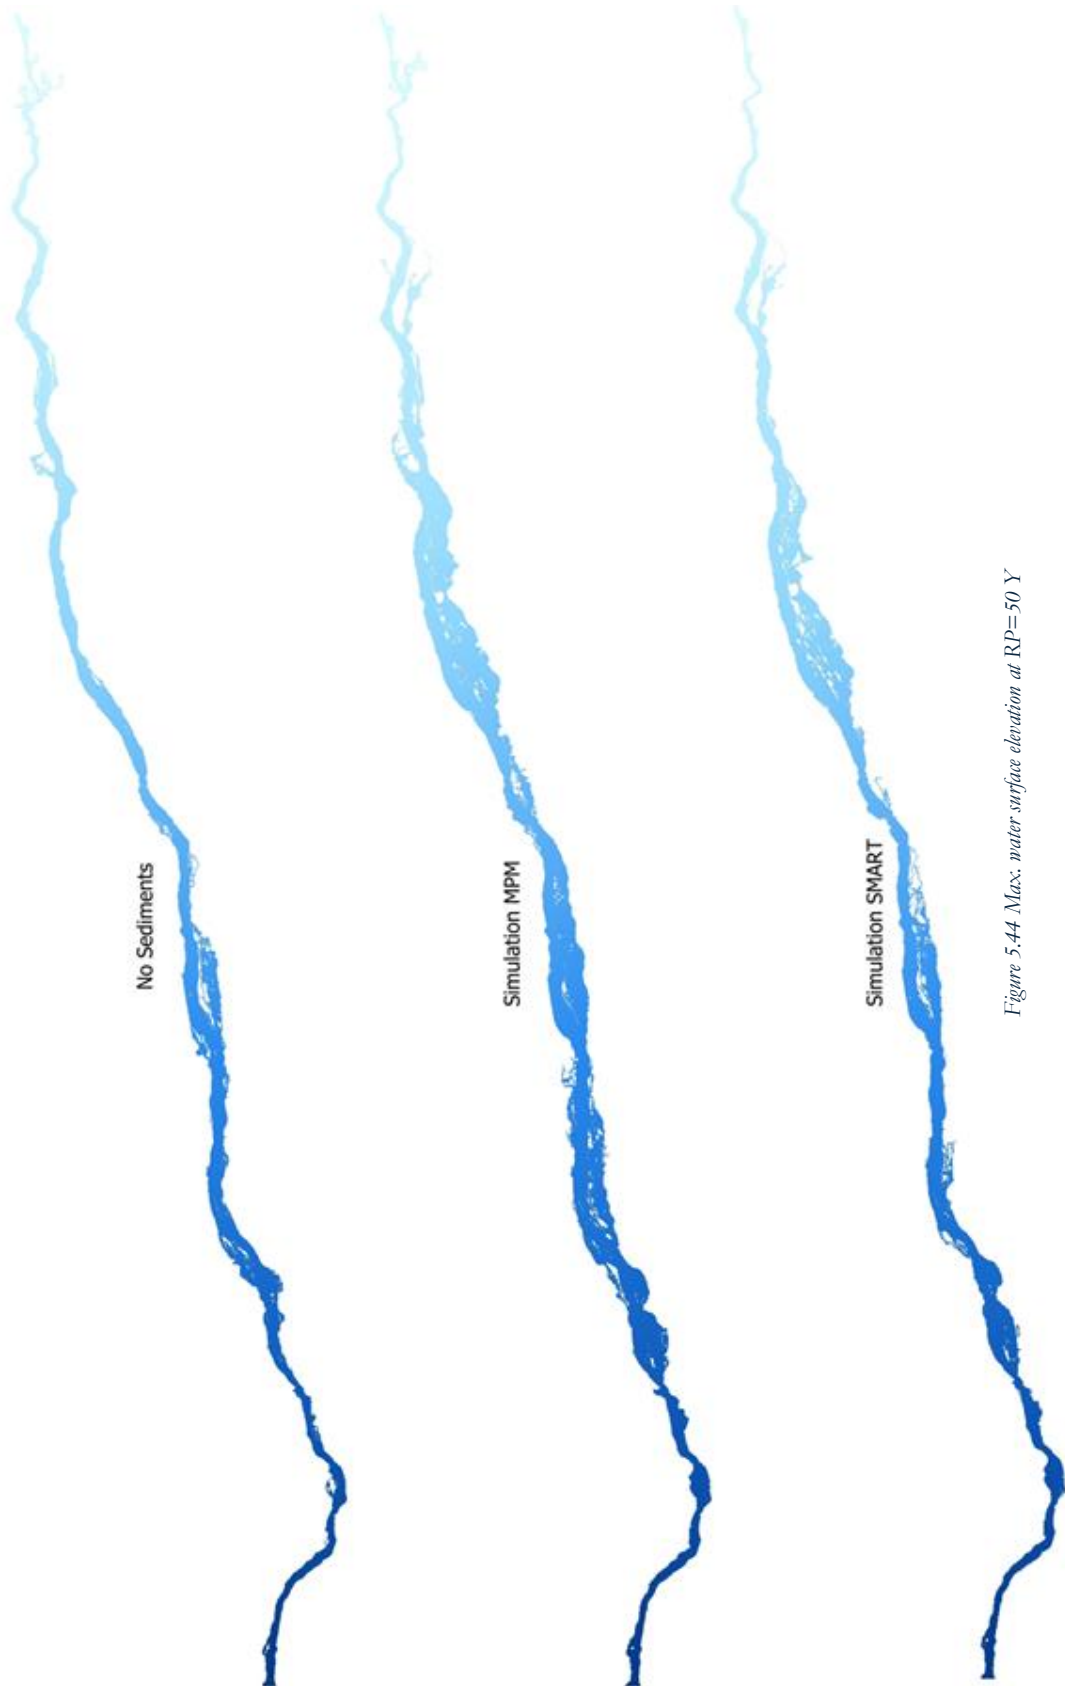 No Sediments
Simulation MPM
Simulation SMART
Figure 5.44 Max. water surface elevation at RP=50 Y